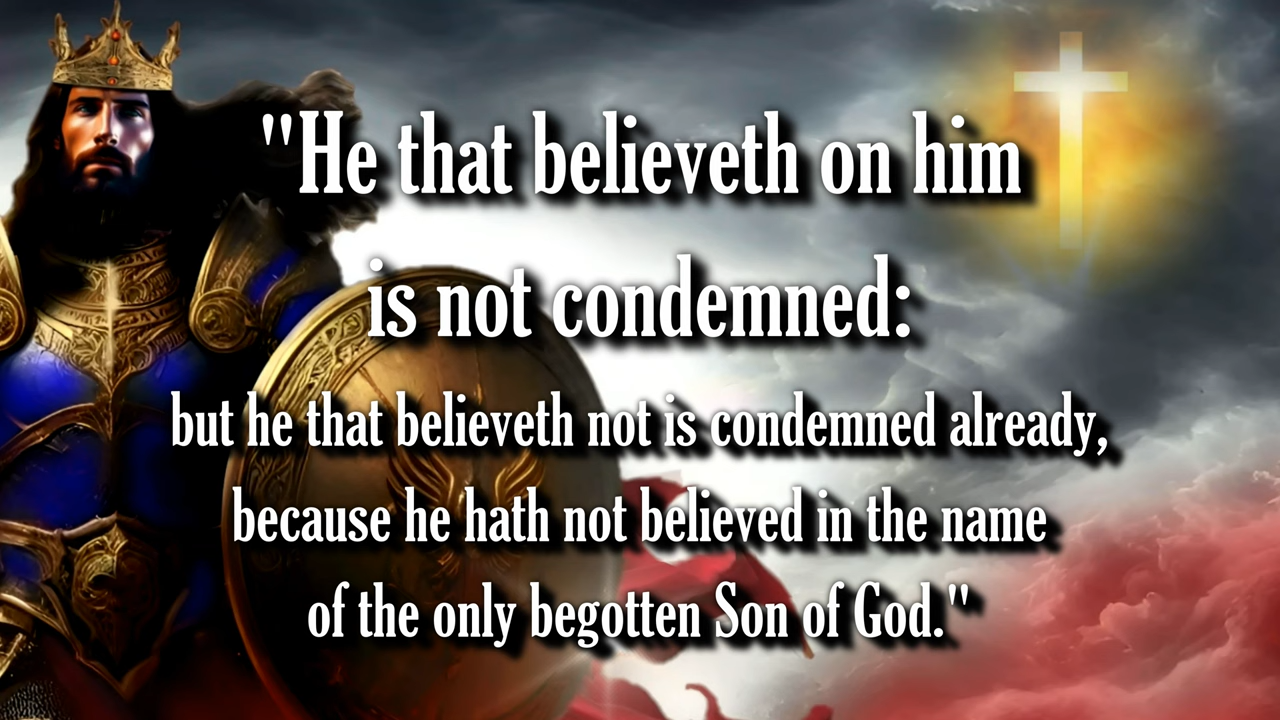 "He that believeth on him
is not condemned:
but he that believeth not is condemned already,
because he hath not believed in the name
of the only begotten Son of God."